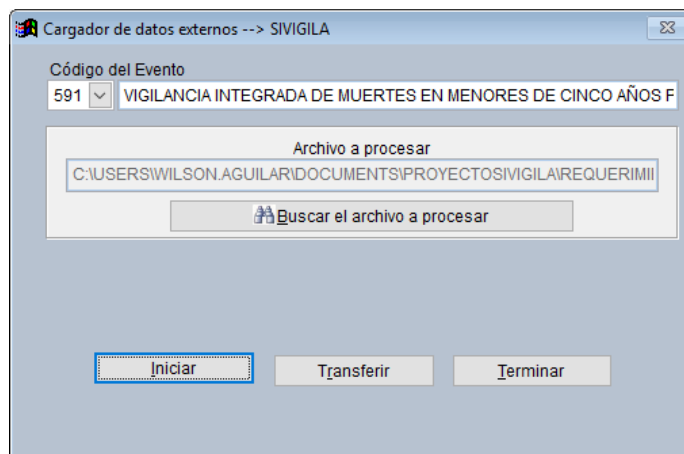 Cargador de datos externos --> SIVIGILA
Código del Evento
591 VIGILANCIA INTEGRADA DE MUERTES EN MENORES DE CINCO AÑOS F
Archivo a procesar
C:\USERS\WILSON.AGUILAR\DOCUMENTS\PROYECTOSIVIGILA\REQUERIMII
Buscar el archivo a procesar
Iniciar Transferir Terminar